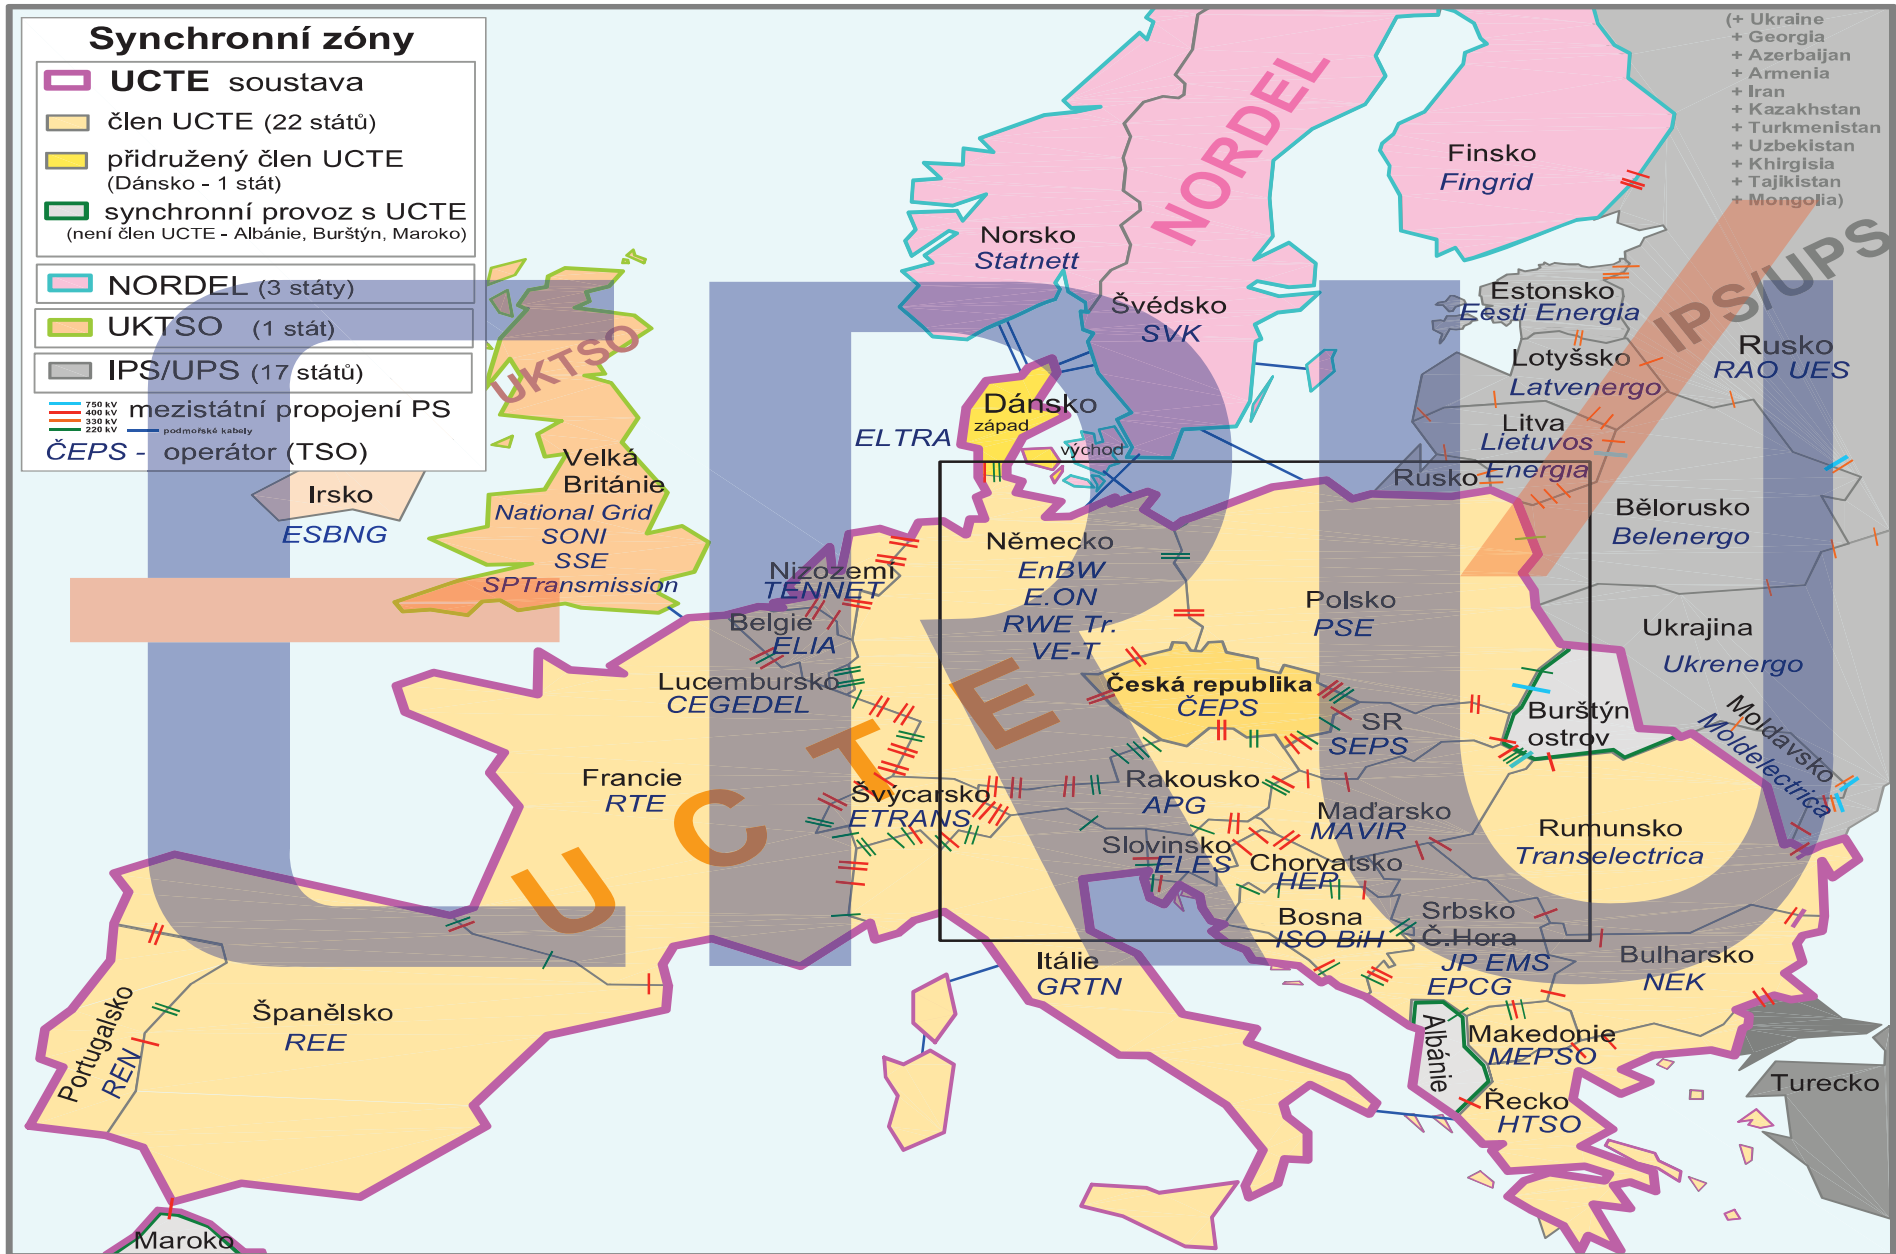 Synchronní zóny
UCTE soustava
člen UCTE (22 států)
přidružený člen UCTE
(Dánsko - 1 stát)
synchronní provoz s UCTE
(není člen UCTE - Albánie, Burštýn, Maroko)
NORDEL (3 státy)
UKTSO (1 stát)
IPS/UPS (17 států)
750 kV
400 kV
330 kV
220 kV
mezistátní propojení PS
podmořské kabely
ČEPS - operátor (TSO)
(+ Ukraine
+ Georgia
+ Azerbaijan
+ Armenia
+ Iran
+ Kazakhstan
+ Turkmenistan
+ Uzbekistan
+ Khirgisia
+ Tajikistan
+ Mongolia)
NORDEL
IPS/UPS
UKTSO
UCTE
ERU
Finsko
Fingrid
Norsko
Statnett
Švédsko
SVK
Estonsko
Eesti Energia
Lotyšsko
Latvenergo
Rusko
RAO UES
Litva
Lietuvos
Energia
Rusko
Dánsko
západ
východ
ELTRA
Velká
Británie
National Grid
SONI
SSE
SPTransmission
Irsko
ESBNG
Bělorusko
Belenergo
Německo
EnBW
E.ON
RWE Tr.
VE-T
Nizozemí
TENNET
Belgie
ELIA
Lucembursko
CEGEDEL
Polsko
PSE
Ukrajina
Ukrenergo
Česká republika
ČEPS
SR
SEPS
Burštýn
ostrov
Moldavsko
Moldelectrica
Francie
RTE
Švýcarsko
ETRANS
Rakousko
APG
Maďarsko
MAVIR
Rumunsko
Transelectrica
Slovinsko
ELES
Chorvatsko
HEP
Bosna
ISO BiH
Srbsko
Č.Hora
JP EMS
EPCG
Bulharsko
NEK
Itálie
GRTN
Španělsko
REE
Portugalsko
REN
Albánie
Makedonie
MEPSO
Řecko
HTSO
Turecko
Maroko